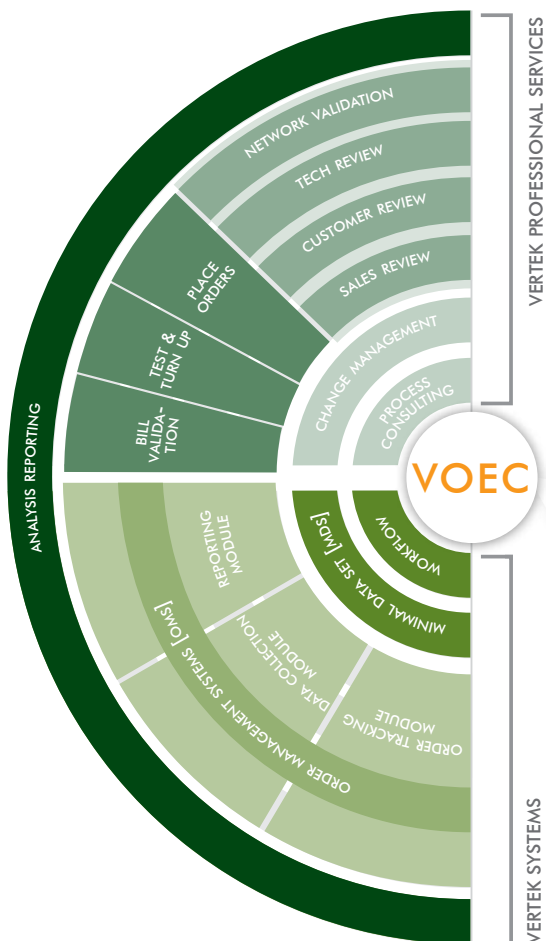 VERTEK PROFESSIONAL SERVICES
NETWORK VALIDATION
TECH REVIEW
CUSTOMER REVIEW
SALES REVIEW
PLACE
ORDERS
TEST &
TURN UP
BILL
VALIDA-
TION
CHANGE MANAGEMENT
PROCESS
CONSULTING
ANALYSIS REPORTING
VOEC
WORKFLOW
MINIMAL DATA SET [MDS]
REPORTING
MODULE
DATA COLLECTION
MODULE
ORDER TRACKING
MODULE
ORDER MANAGEMENT SYSTEMS [OMS]
VERTEK SYSTEMS